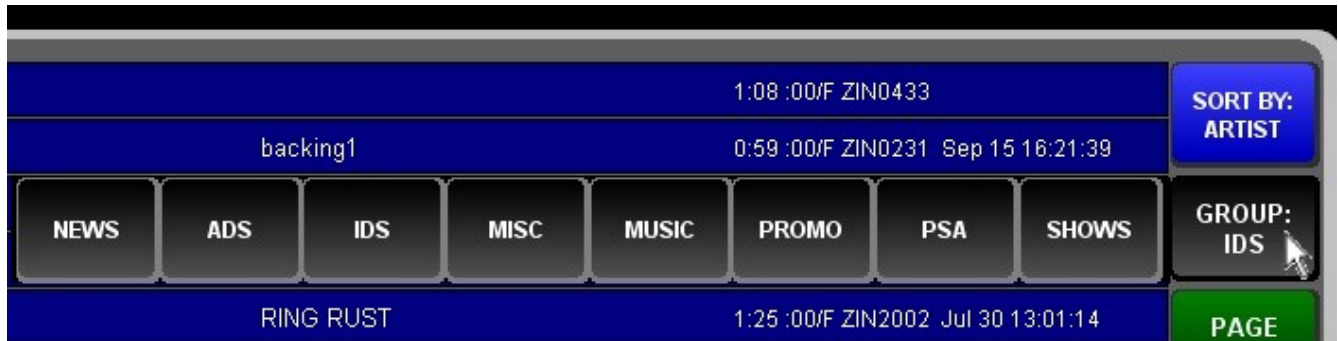 1:08 :00/F ZIN0433
SORT BY:
ARTIST
backing1 0:59 :00/F ZIN0231 Sep 15 16:21:39
NEWS ADS IDS MISC MUSIC PROMO PSA SHOWS
GROUP:
IDS
RING RUST 1:25 :00/F ZIN2002 Jul 30 13:01:14
PAGE